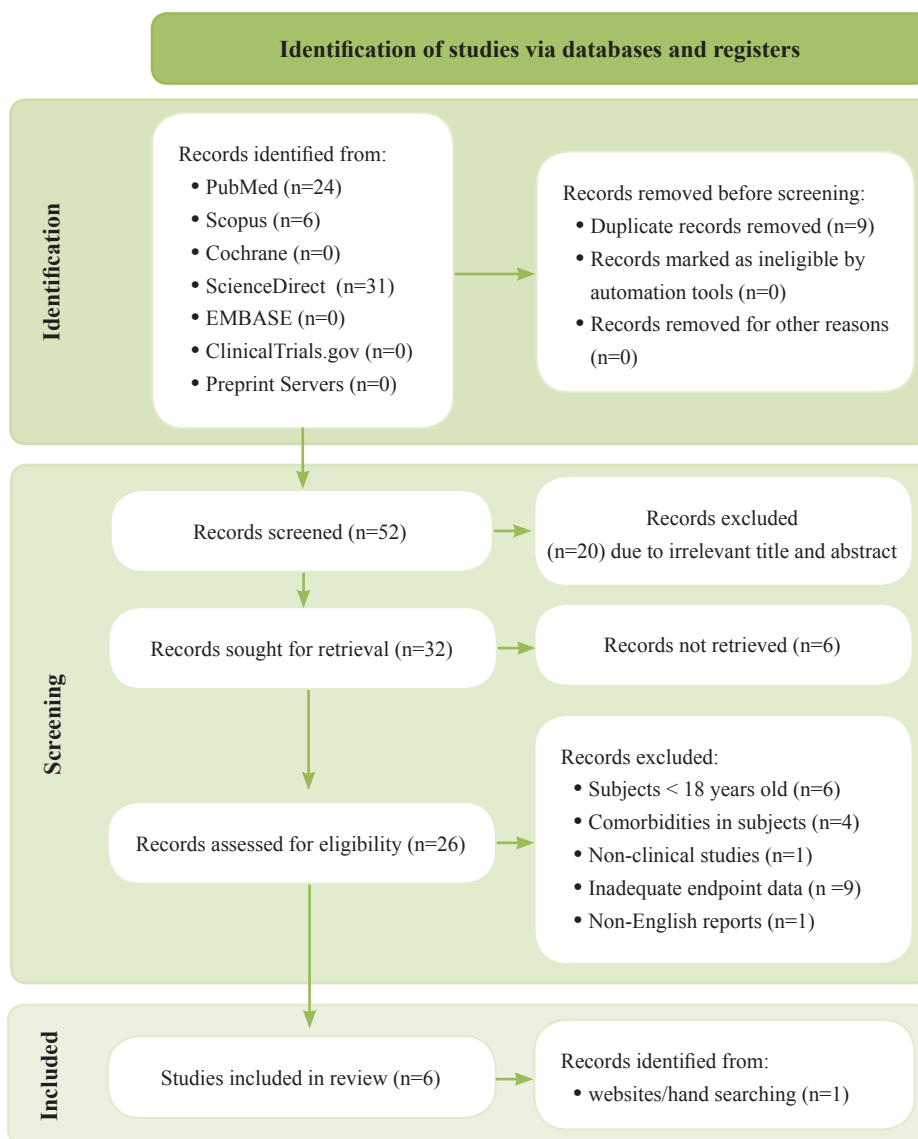 Identification of studies via databases and registers
Identification
Records identified from:
• PubMed (n=24)
• Scopus (n=6)
• Cochrane (n=0)
• ScienceDirect (n=31)
• EMBASE (n=0)
• ClinicalTrials.gov (n=0)
• Preprint Servers (n=0)
Records removed before screening:
• Duplicate records removed (n=9)
• Records marked as ineligible by
automation tools (n=0)
• Records removed for other reasons
(n=0)
Screening
Records screened (n=52)
Records excluded
(n=20) due to irrelevant title and abstract
Records sought for retrieval (n=32)
Records not retrieved (n=6)
Records assessed for eligibility (n=26)
Records excluded:
• Subjects < 18 years old (n=6)
• Comorbidities in subjects (n=4)
• Non-clinical studies (n=1)
• Inadequate endpoint data (n =9)
• Non-English reports (n=1)
Included
Studies included in review (n=6)
Records identified from:
• websites/hand searching (n=1)